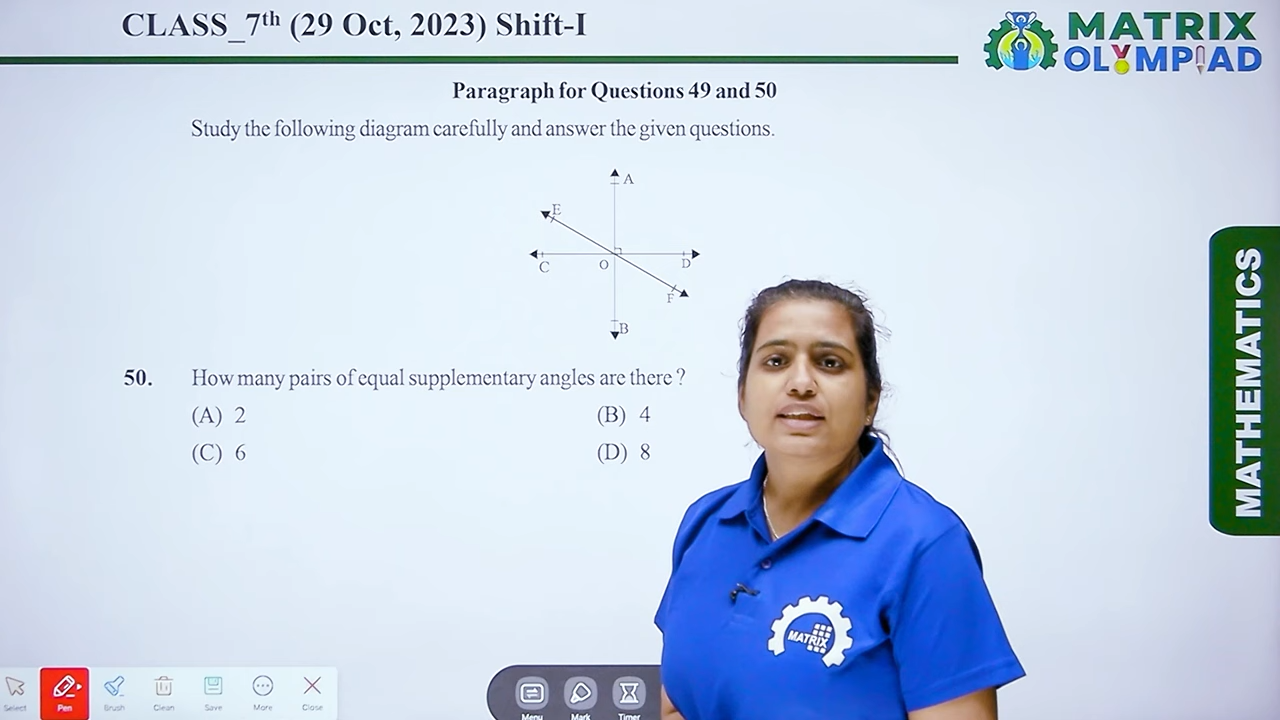 CLASS_7th (29 Oct, 2023) Shift-I
MATRIX
OLYMPIAD
Paragraph for Questions 49 and 50
Study the following diagram carefully and answer the given questions.
A
E
C
O
D
F
B
50. How many pairs of equal supplementary angles are there ?
(A) 2
(B) 4
(C) 6
(D) 8
MATHEMATICS
MATRIX
Select
Pen
Brush
Clean
Save
More
Close
Menu
Mark
Timer